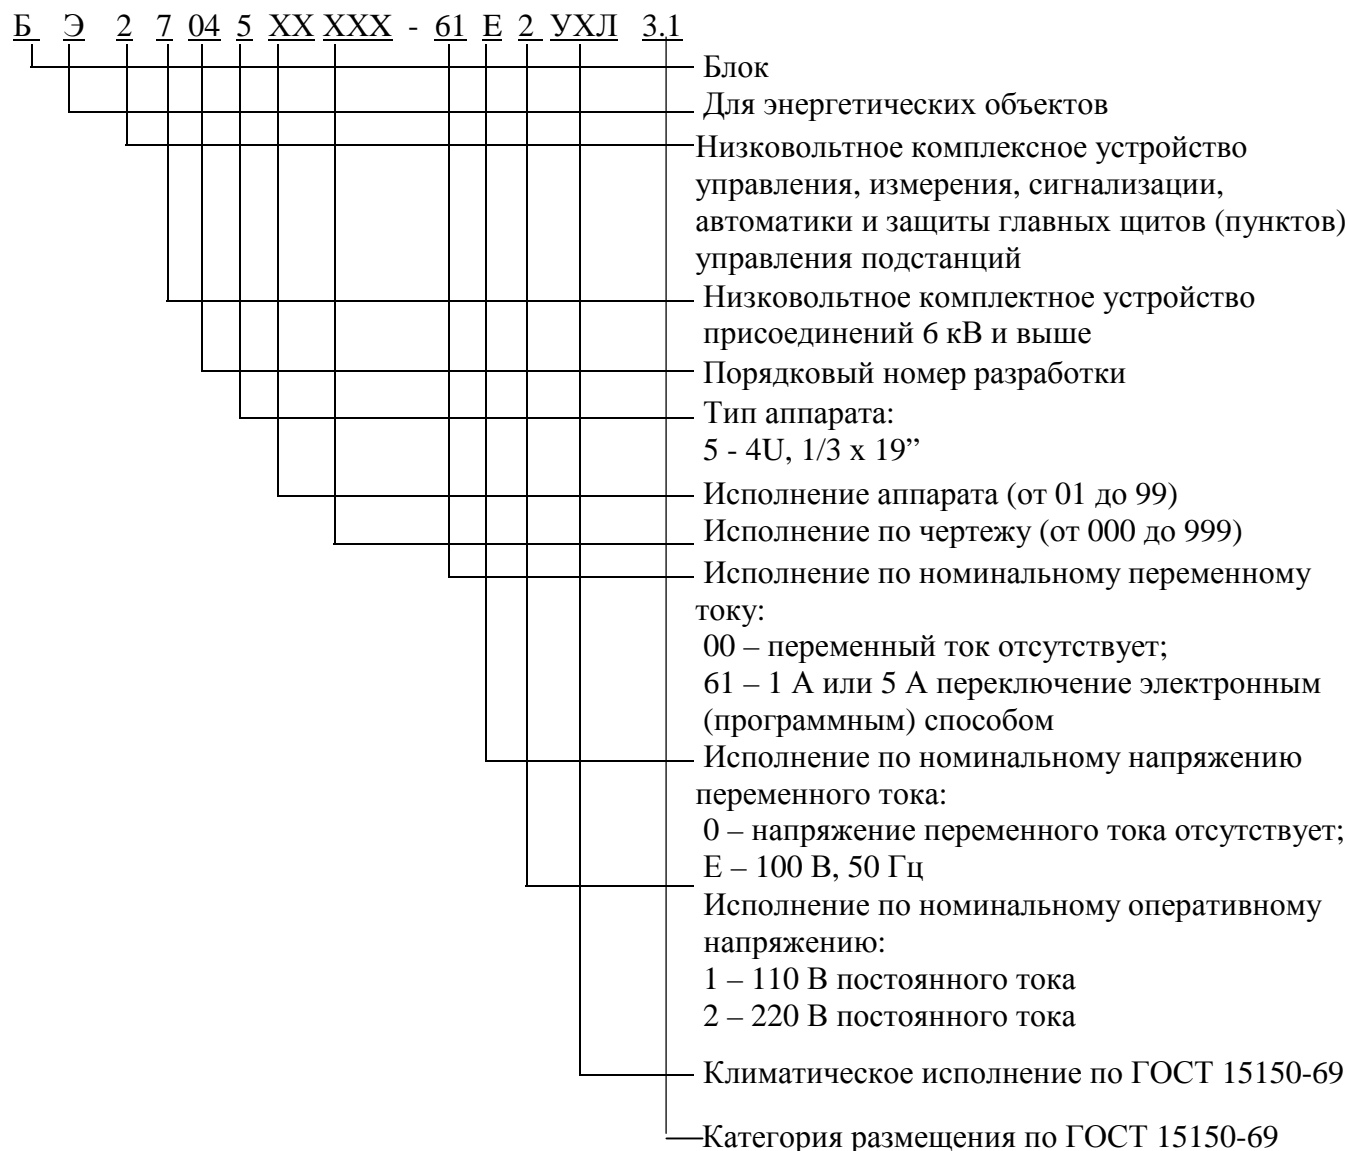 Б Э 2 7 04 5 ХХ ХХХ - 61 Е 2 УХЛ 3.1
Блок
Для энергетических объектов
Низковольтное комплексное устройство
управления, измерения, сигнализации,
автоматики и защиты главных щитов (пунктов)
управления подстанций
Низковольтное комплектное устройство
присоединений 6 кВ и выше
Порядковый номер разработки
Тип аппарата:
5 - 4U, 1/3 x 19”
Исполнение аппарата (от 01 до 99)
Исполнение по чертежу (от 000 до 999)
Исполнение по номинальному переменному
току:
00 – переменный ток отсутствует;
61 – 1 А или 5 А переключение электронным
(программным) способом
Исполнение по номинальному напряжению
переменного тока:
0 – напряжение переменного тока отсутствует;
Е – 100 В, 50 Гц
Исполнение по номинальному оперативному
напряжению:
1 – 110 В постоянного тока
2 – 220 В постоянного тока
Климатическое исполнение по ГОСТ 15150-69
Категория размещения по ГОСТ 15150-69